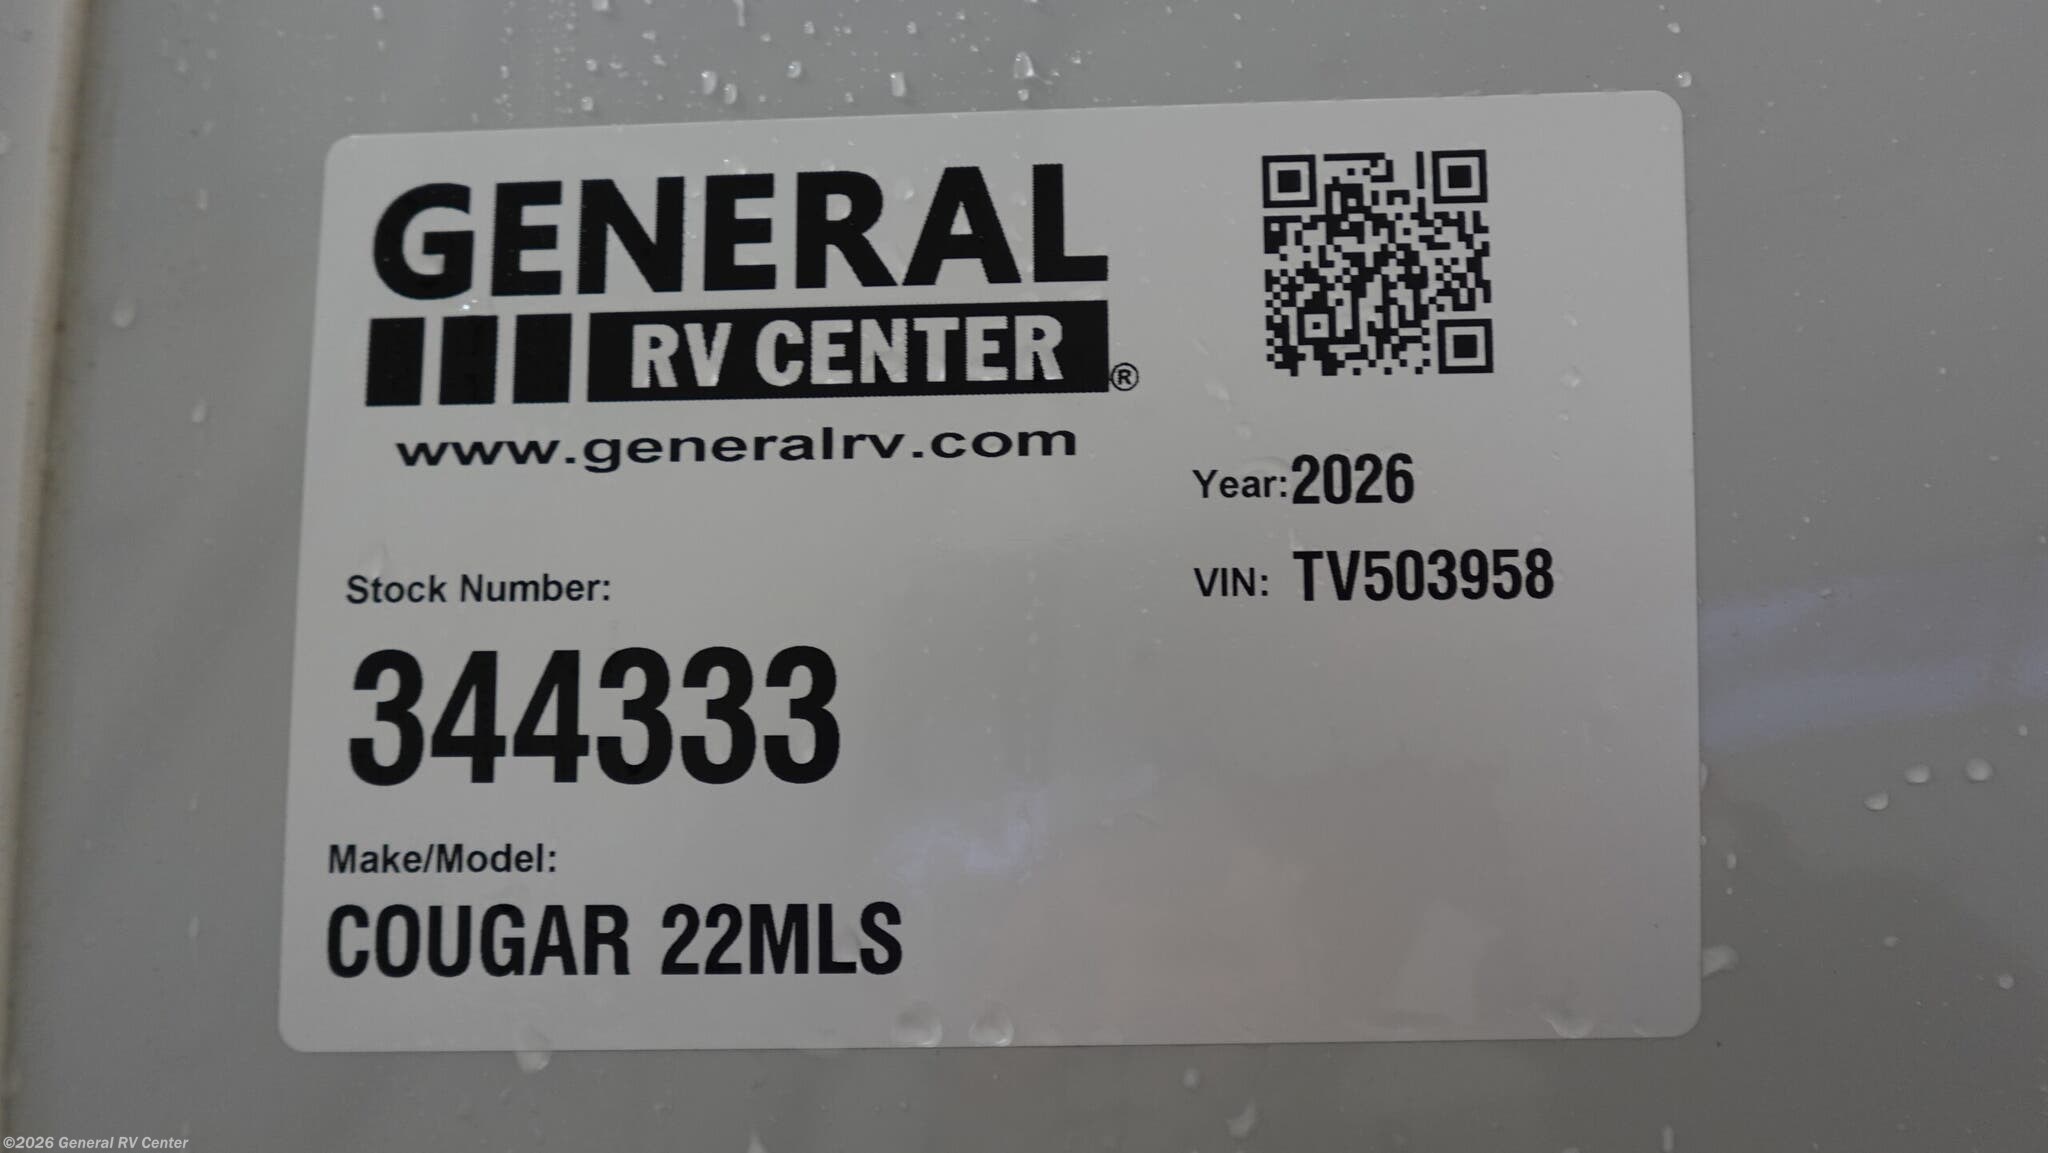 GENERAL
RV CENTER®
www.generalrv.com
Year: 2026
VIN: TV503958
Stock Number:
344333
Make/Model:
COUGAR 22MLS
©2026 General RV Center